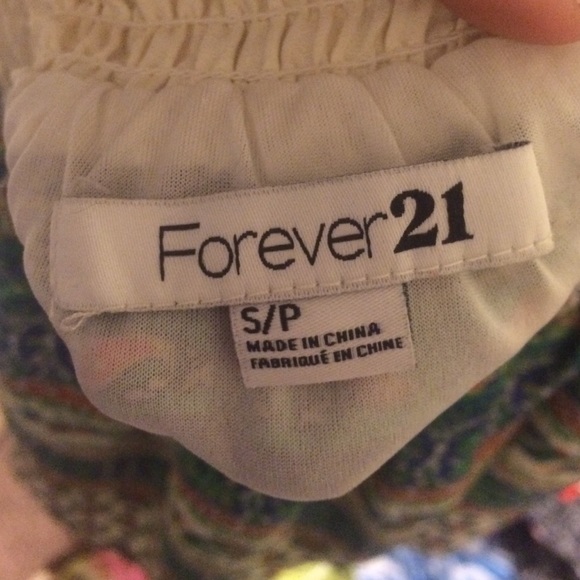 Forever21
S/P
MADE IN CHINA
FABRIQUÉ EN CHINE